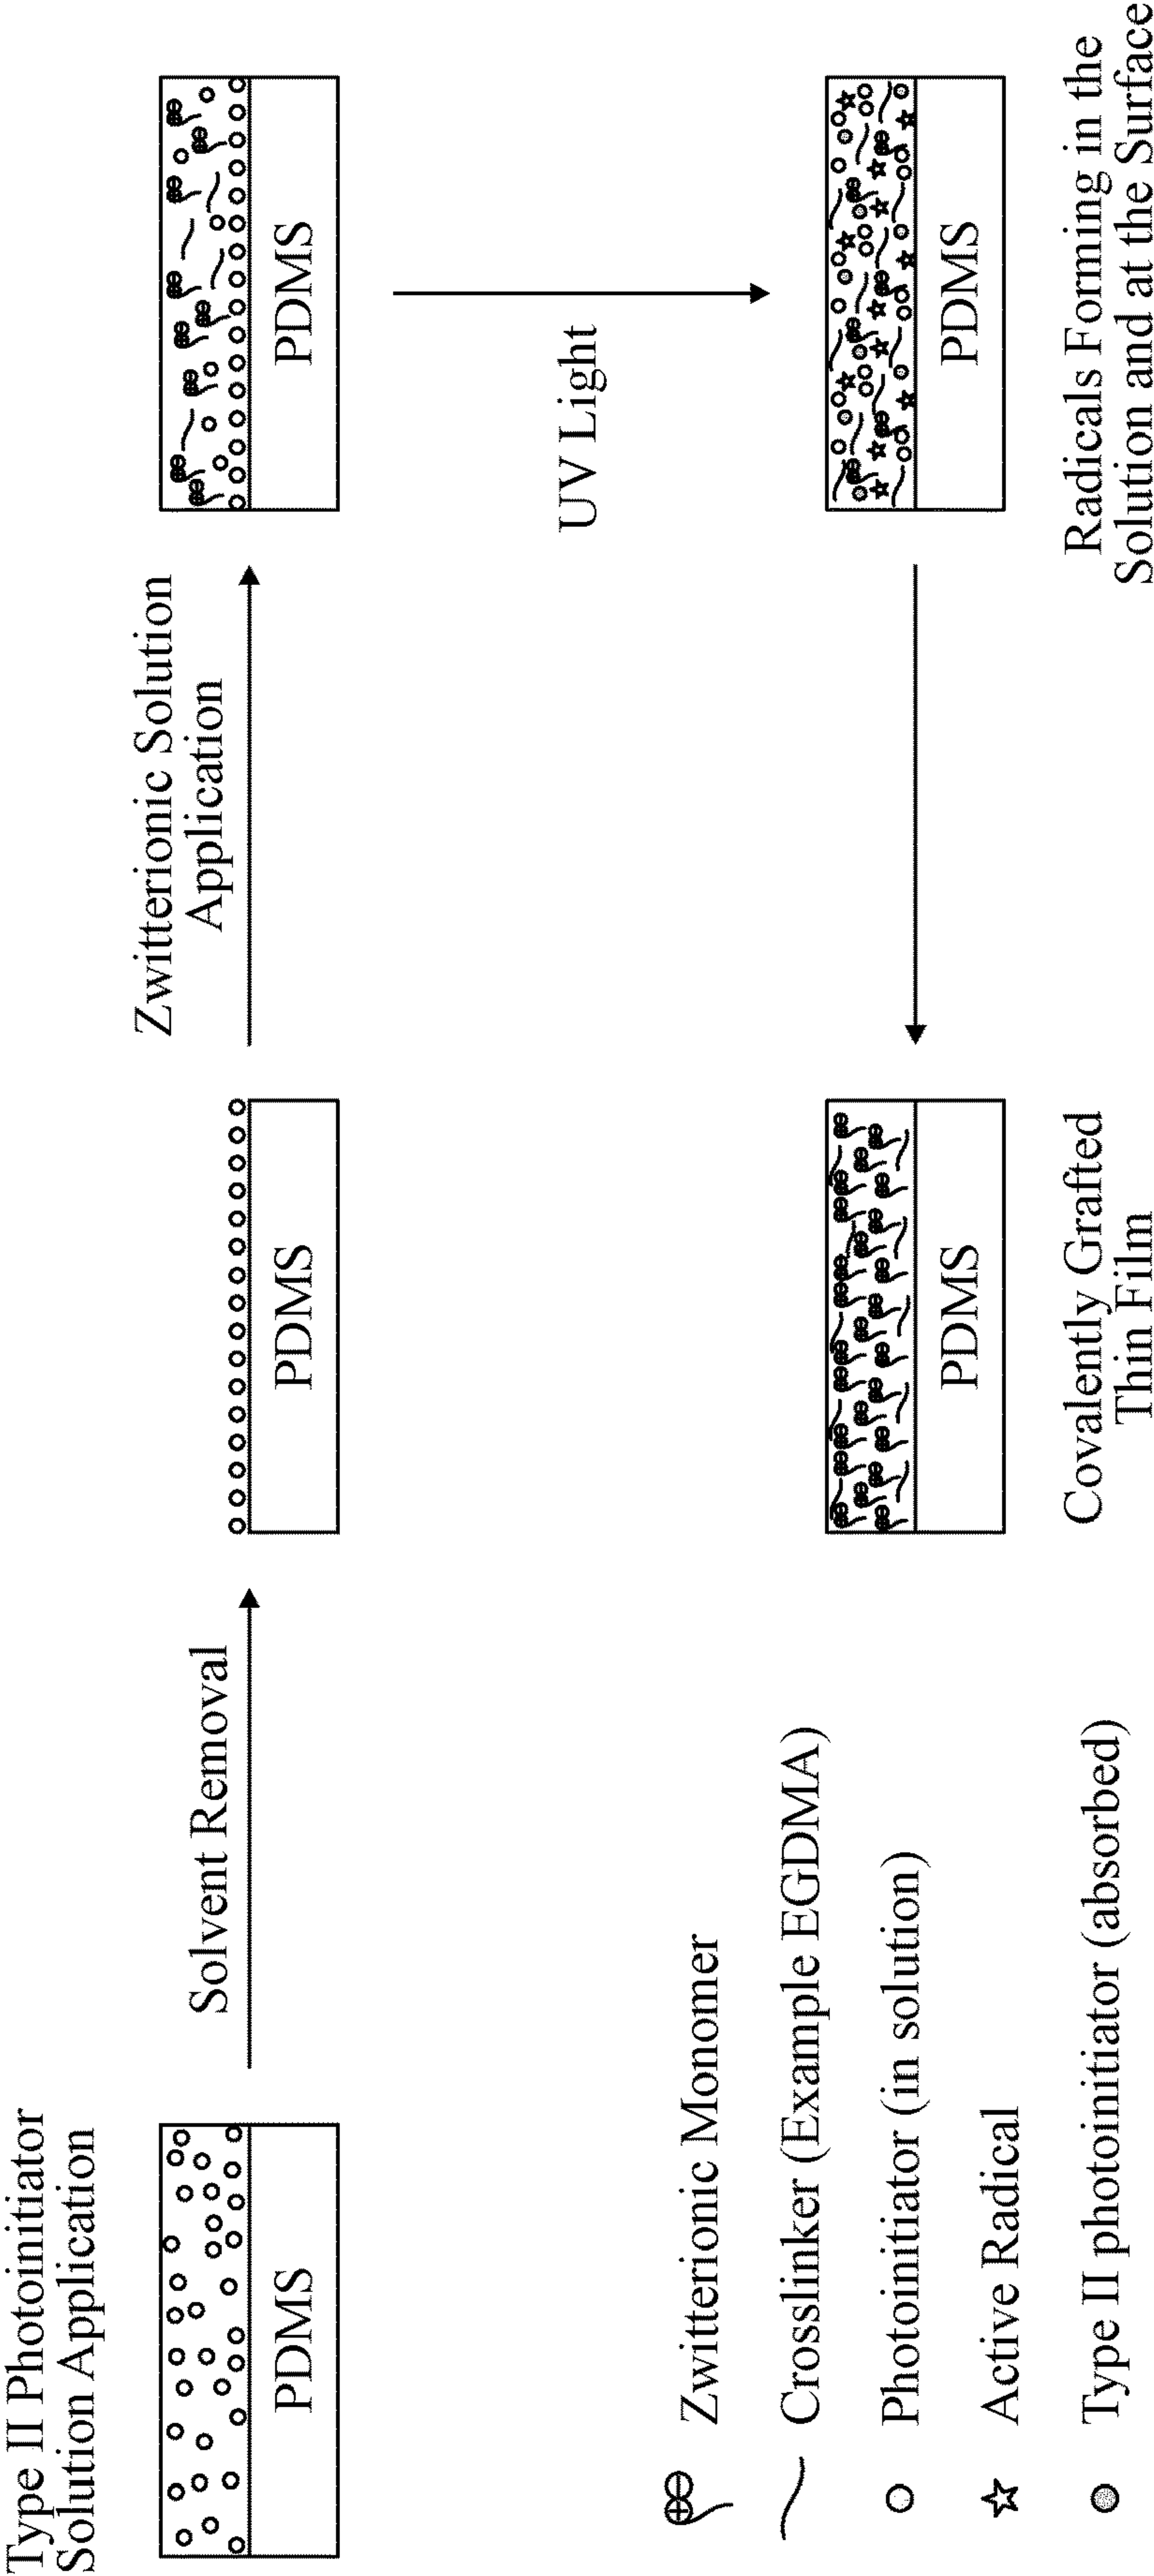 Type II Photoinitiator
Solution Application
PDMS
Solvent Removal
PDMS
Zwitterionic Solution
Application
PDMS
UV Light
PDMS
Radicals Forming in the
Solution and at the Surface
PDMS
Covalently Grafted
Thin Film
Zwitterionic Monomer
Crosslinker (Example EGDMA)
Photoinitiator (in solution)
Active Radical
Type II photoinitiator (absorbed)